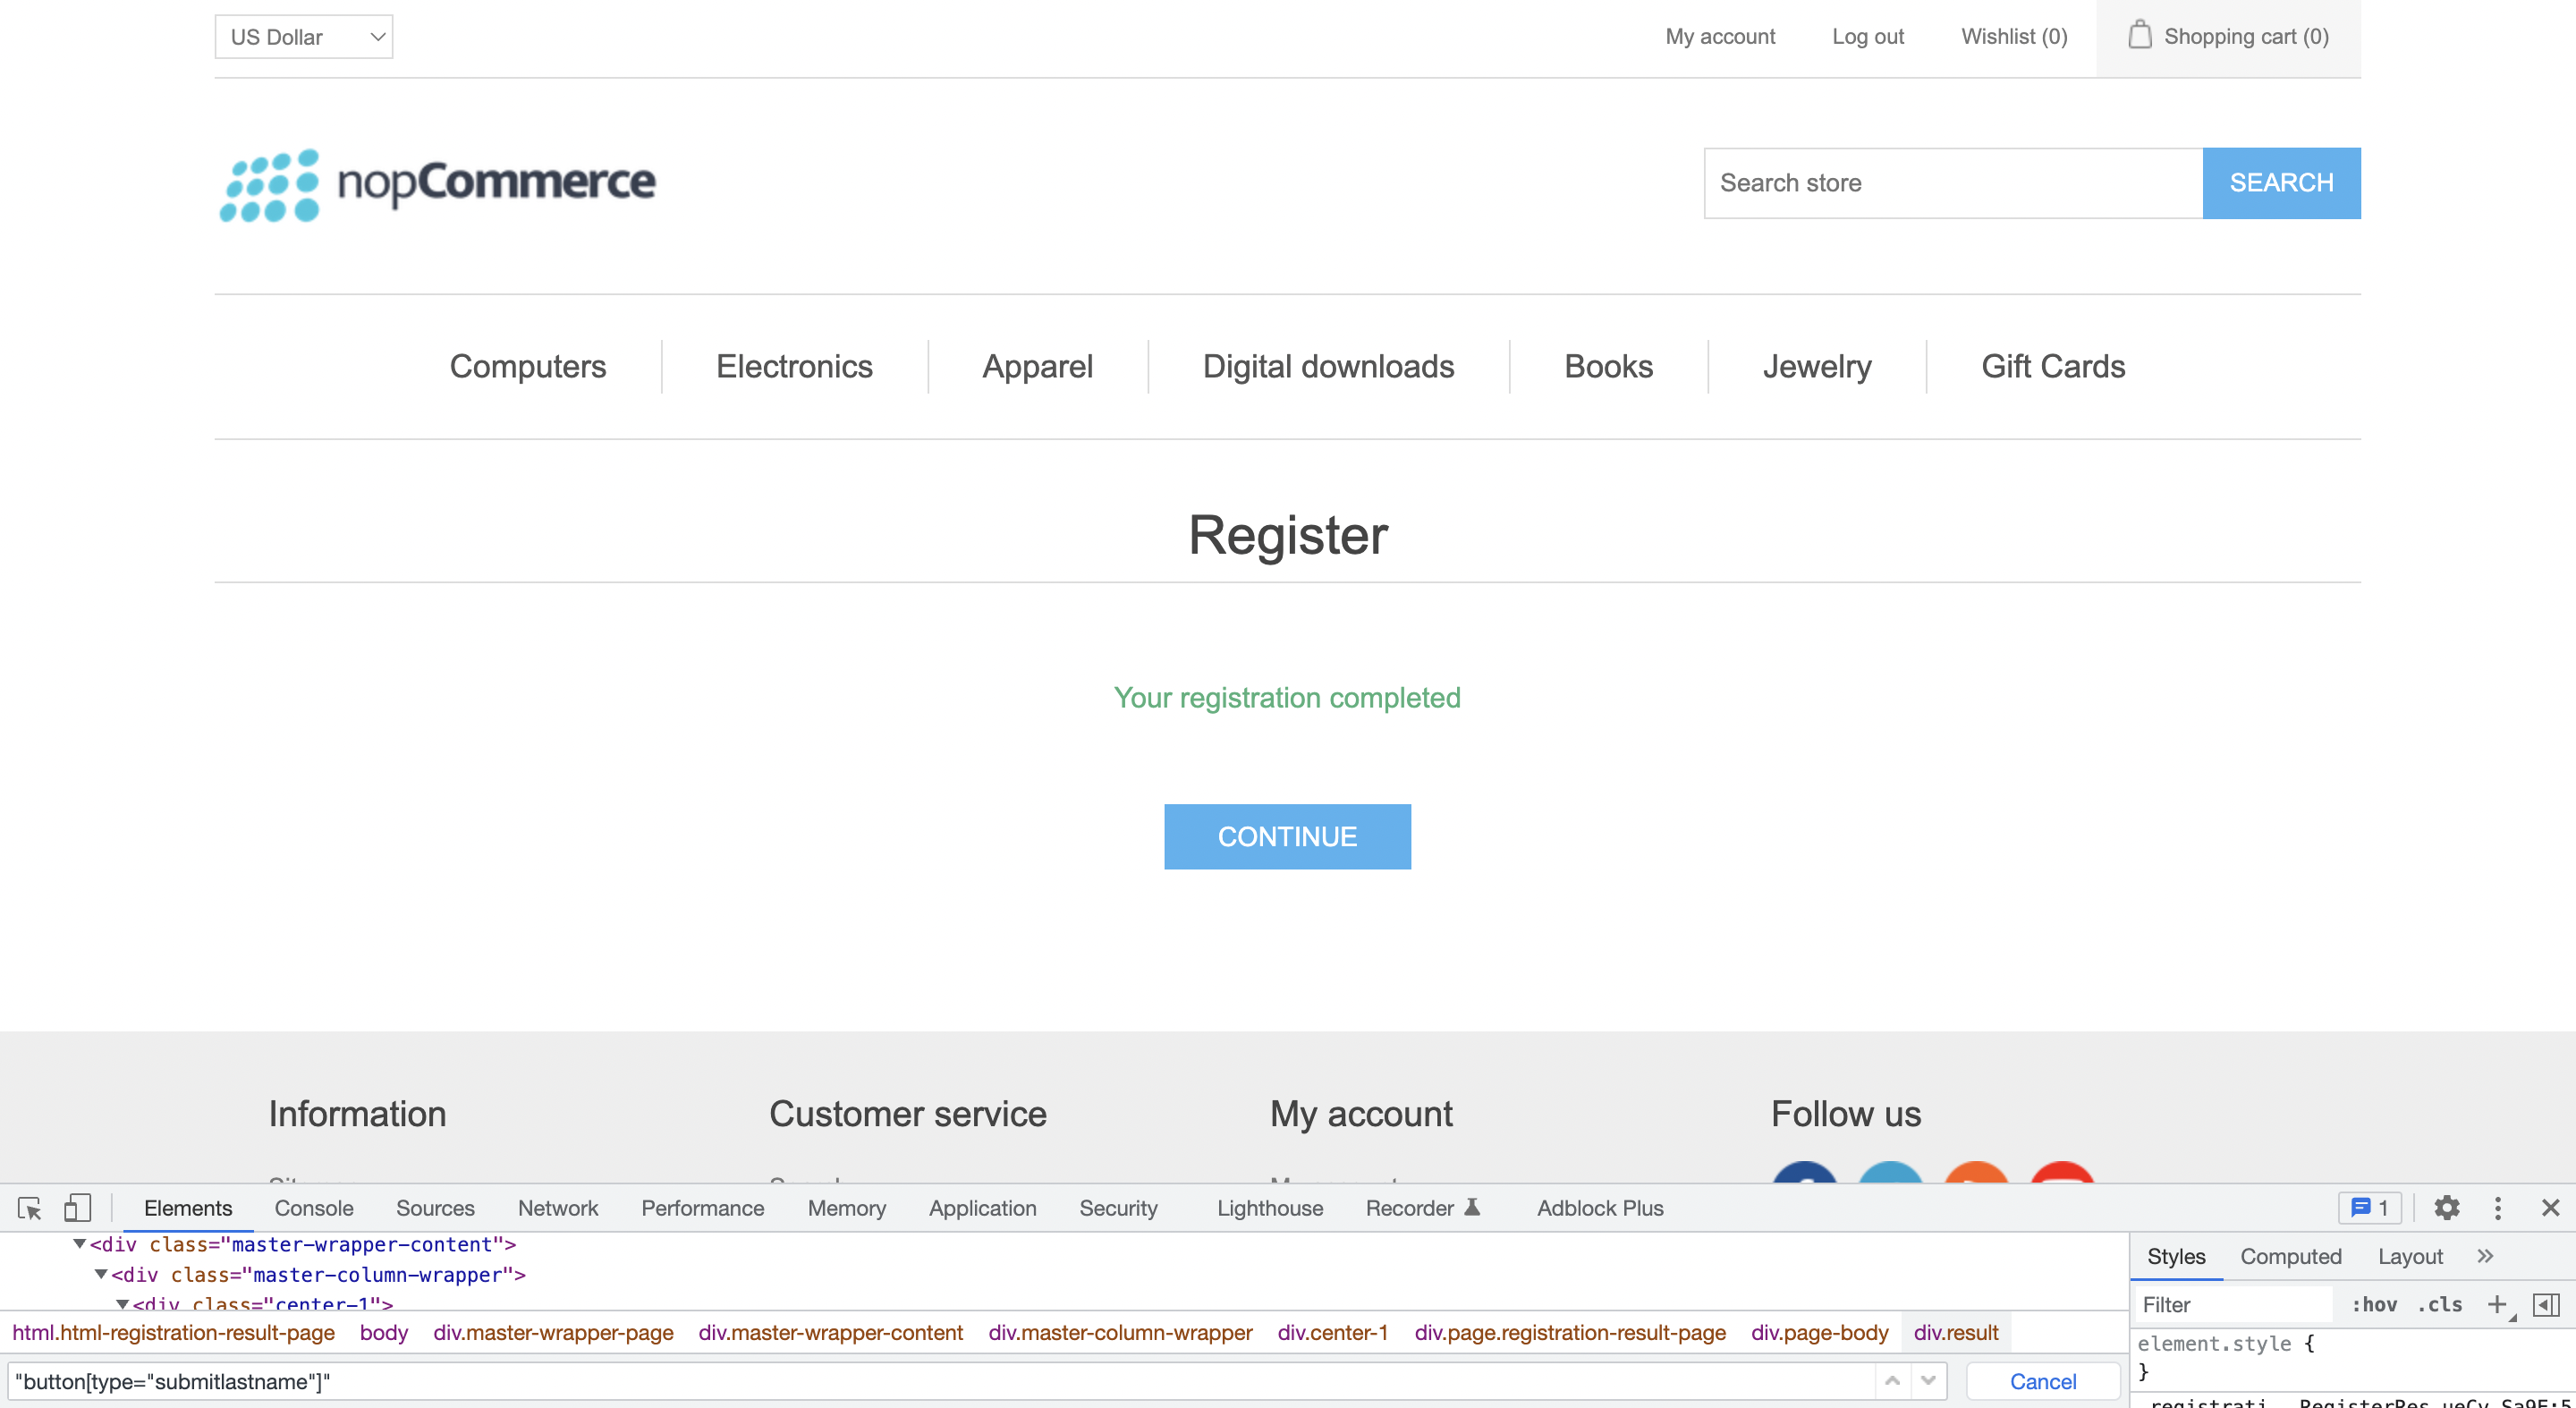 US Dollar
My account Log out Wishlist (0) Shopping cart (0)
nopCommerce
Search store SEARCH
Computers Electronics Apparel Digital downloads Books Jewelry Gift Cards
Register
Your registration completed
CONTINUE
Information Customer service My account Follow us
Elements Console Sources Network Performance Memory Application Security Lighthouse Recorder Adblock Plus 1
<div class="master-wrapper-content">
<div class="master-column-wrapper">
<div class="center-1">
html.html-registration-result-page body div.master-wrapper-page div.master-wrapper-content div.master-column-wrapper div.center-1 div.page.registration-result-page div.page-body div.result
"button[type="submitlastname"]"
Cancel
Styles Computed Layout
Filter :hov .cls
element.style {
}